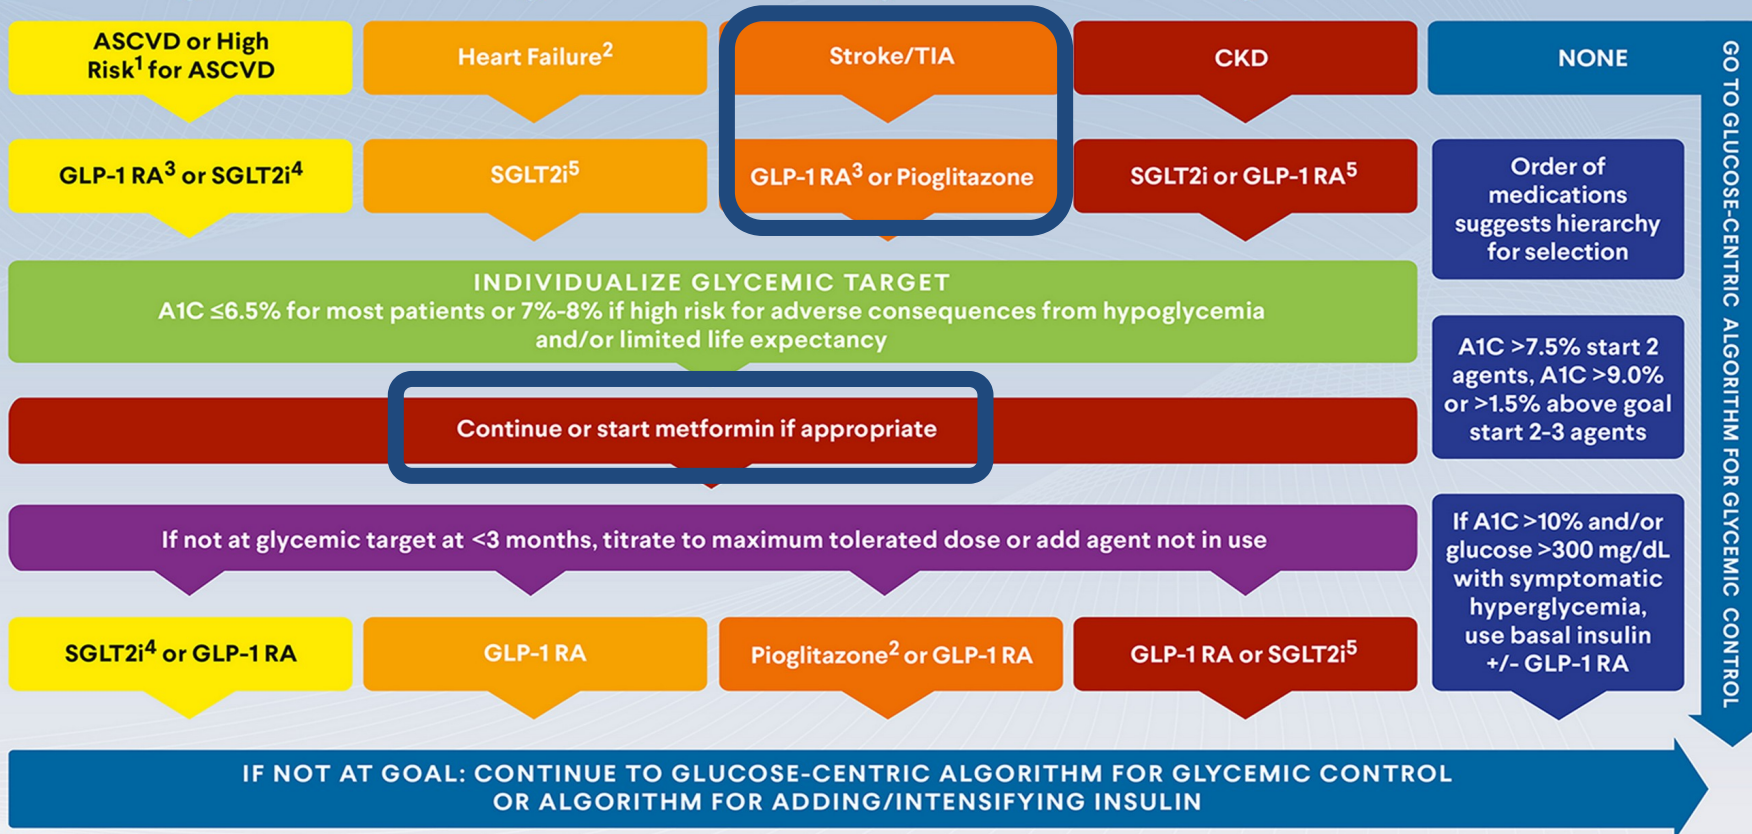 ASCVD or High
Risk¹ for ASCVD
Heart Failure²
Stroke/TIA
CKD
NONE
GLP-1 RA³ or SGLT2i⁴
SGLT2i⁵
GLP-1 RA³ or Pioglitazone
SGLT2i or GLP-1 RA⁵
Order of
medications
suggests hierarchy
for selection
INDIVIDUALIZE GLYCEMIC TARGET
A1C ≤6.5% for most patients or 7%-8% if high risk for adverse consequences from hypoglycemia
and/or limited life expectancy
A1C >7.5% start 2
agents, A1C >9.0%
or >1.5% above goal
start 2-3 agents
Continue or start metformin if appropriate
If not at glycemic target at <3 months, titrate to maximum tolerated dose or add agent not in use
If A1C >10% and/or
glucose >300 mg/dL
with symptomatic
hyperglycemia,
use basal insulin
+/- GLP-1 RA
SGLT2i⁴ or GLP-1 RA
GLP-1 RA
Pioglitazone² or GLP-1 RA
GLP-1 RA or SGLT2i⁵
GO TO GLUCOSE-CENTRIC ALGORITHM FOR GLYCEMIC CONTROL
IF NOT AT GOAL: CONTINUE TO GLUCOSE-CENTRIC ALGORITHM FOR GLYCEMIC CONTROL
OR ALGORITHM FOR ADDING/INTENSIFYING INSULIN